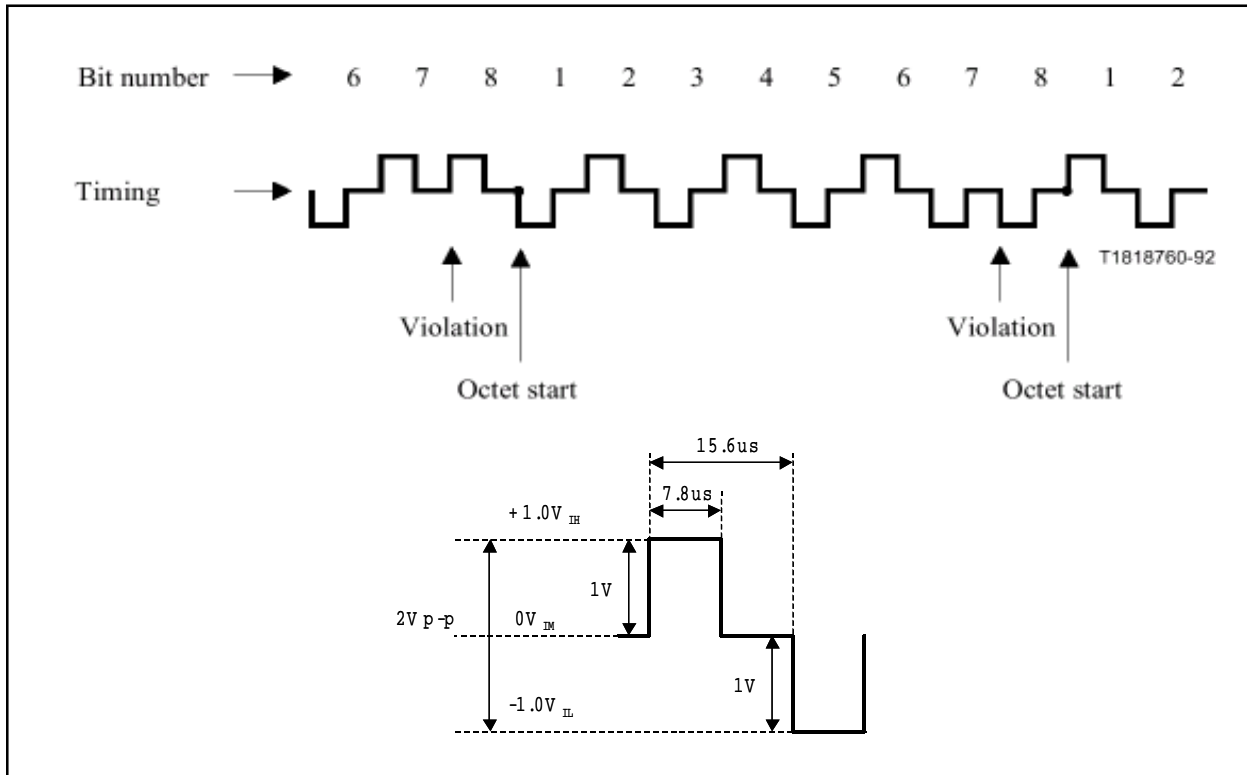 Bit number 6 7 8 1 2 3 4 5 6 7 8 1 2
Timing
T1818760-92
Violation Violation
Octet start Octet start
15.6us
7.8us
+1.0V IH
1V
2V p-p 0V IM
1V
-1.0V IL